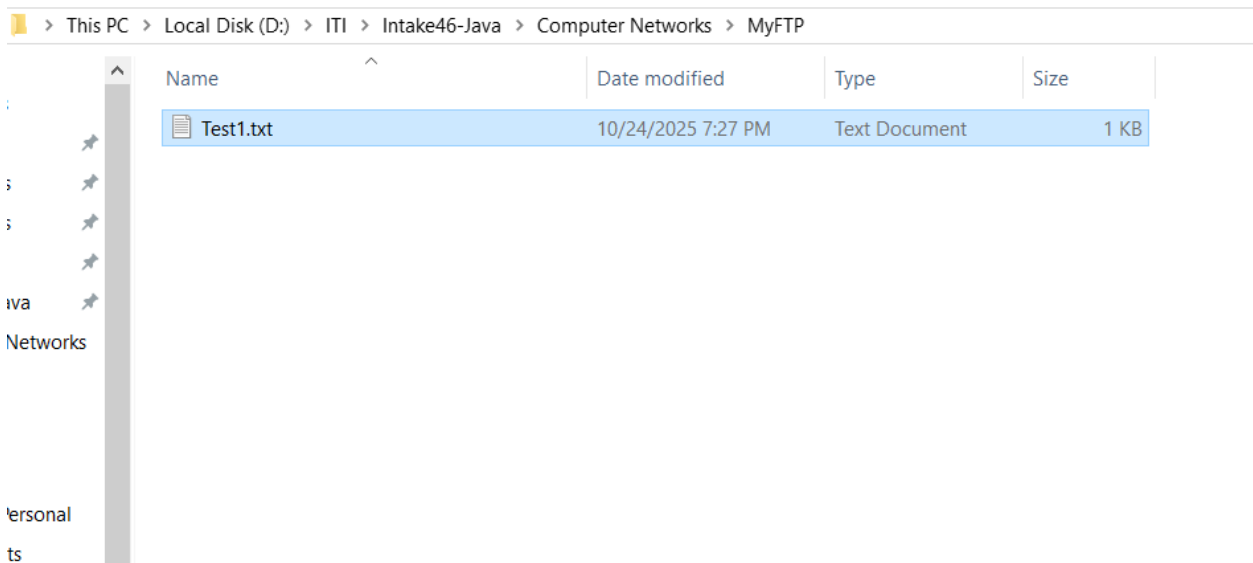 This PC > Local Disk (D:) > ITI > Intake46-Java > Computer Networks > MyFTP
Name Date modified Type Size
Test1.txt 10/24/2025 7:27 PM Text Document 1 KB
Networks
ts